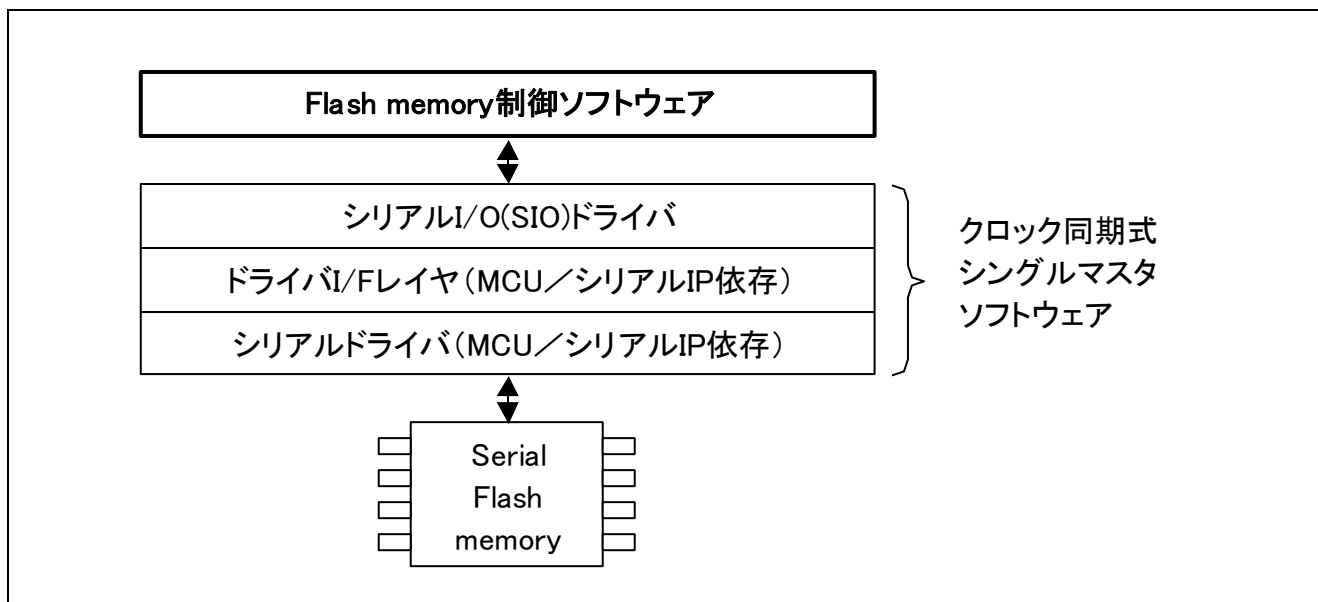 Flash memory制御ソフトウェア
シリアルI/O(SIO)ドライバ
ドライバI/Fレイヤ(MCU/シリアルIP依存)
シリアルドライバ(MCU/シリアルIP依存)
クロック同期式
シングルマスタ
ソフトウェア
Serial
Flash
memory